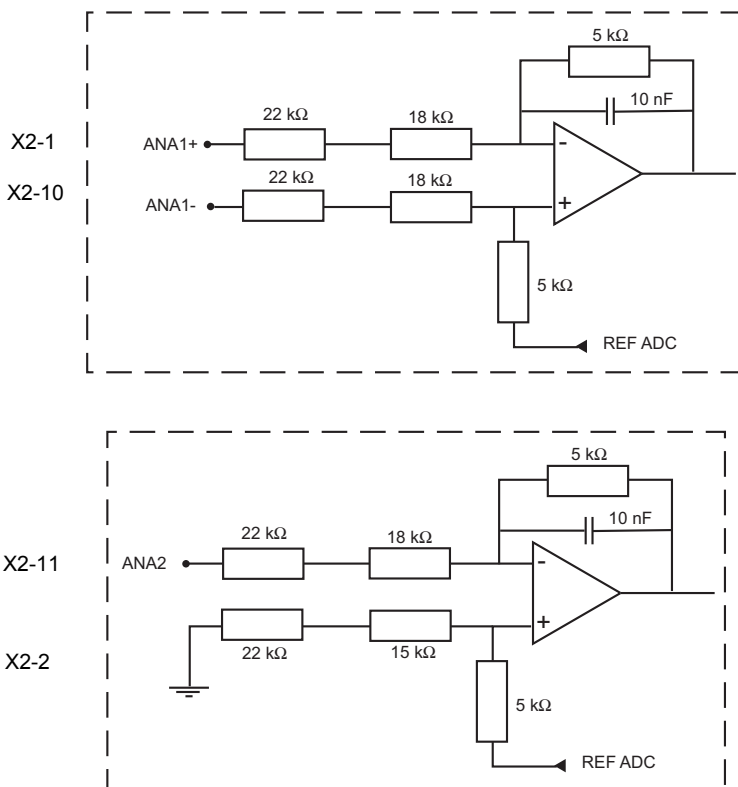 5 kΩ
10 nF
22 kΩ
18 kΩ
X2-1
ANA1+
-
22 kΩ
18 kΩ
X2-10
ANA1-
+
5 kΩ
REF ADC
5 kΩ
10 nF
22 kΩ
18 kΩ
X2-11
ANA2
-
+
22 kΩ
15 kΩ
X2-2
5 kΩ
REF ADC